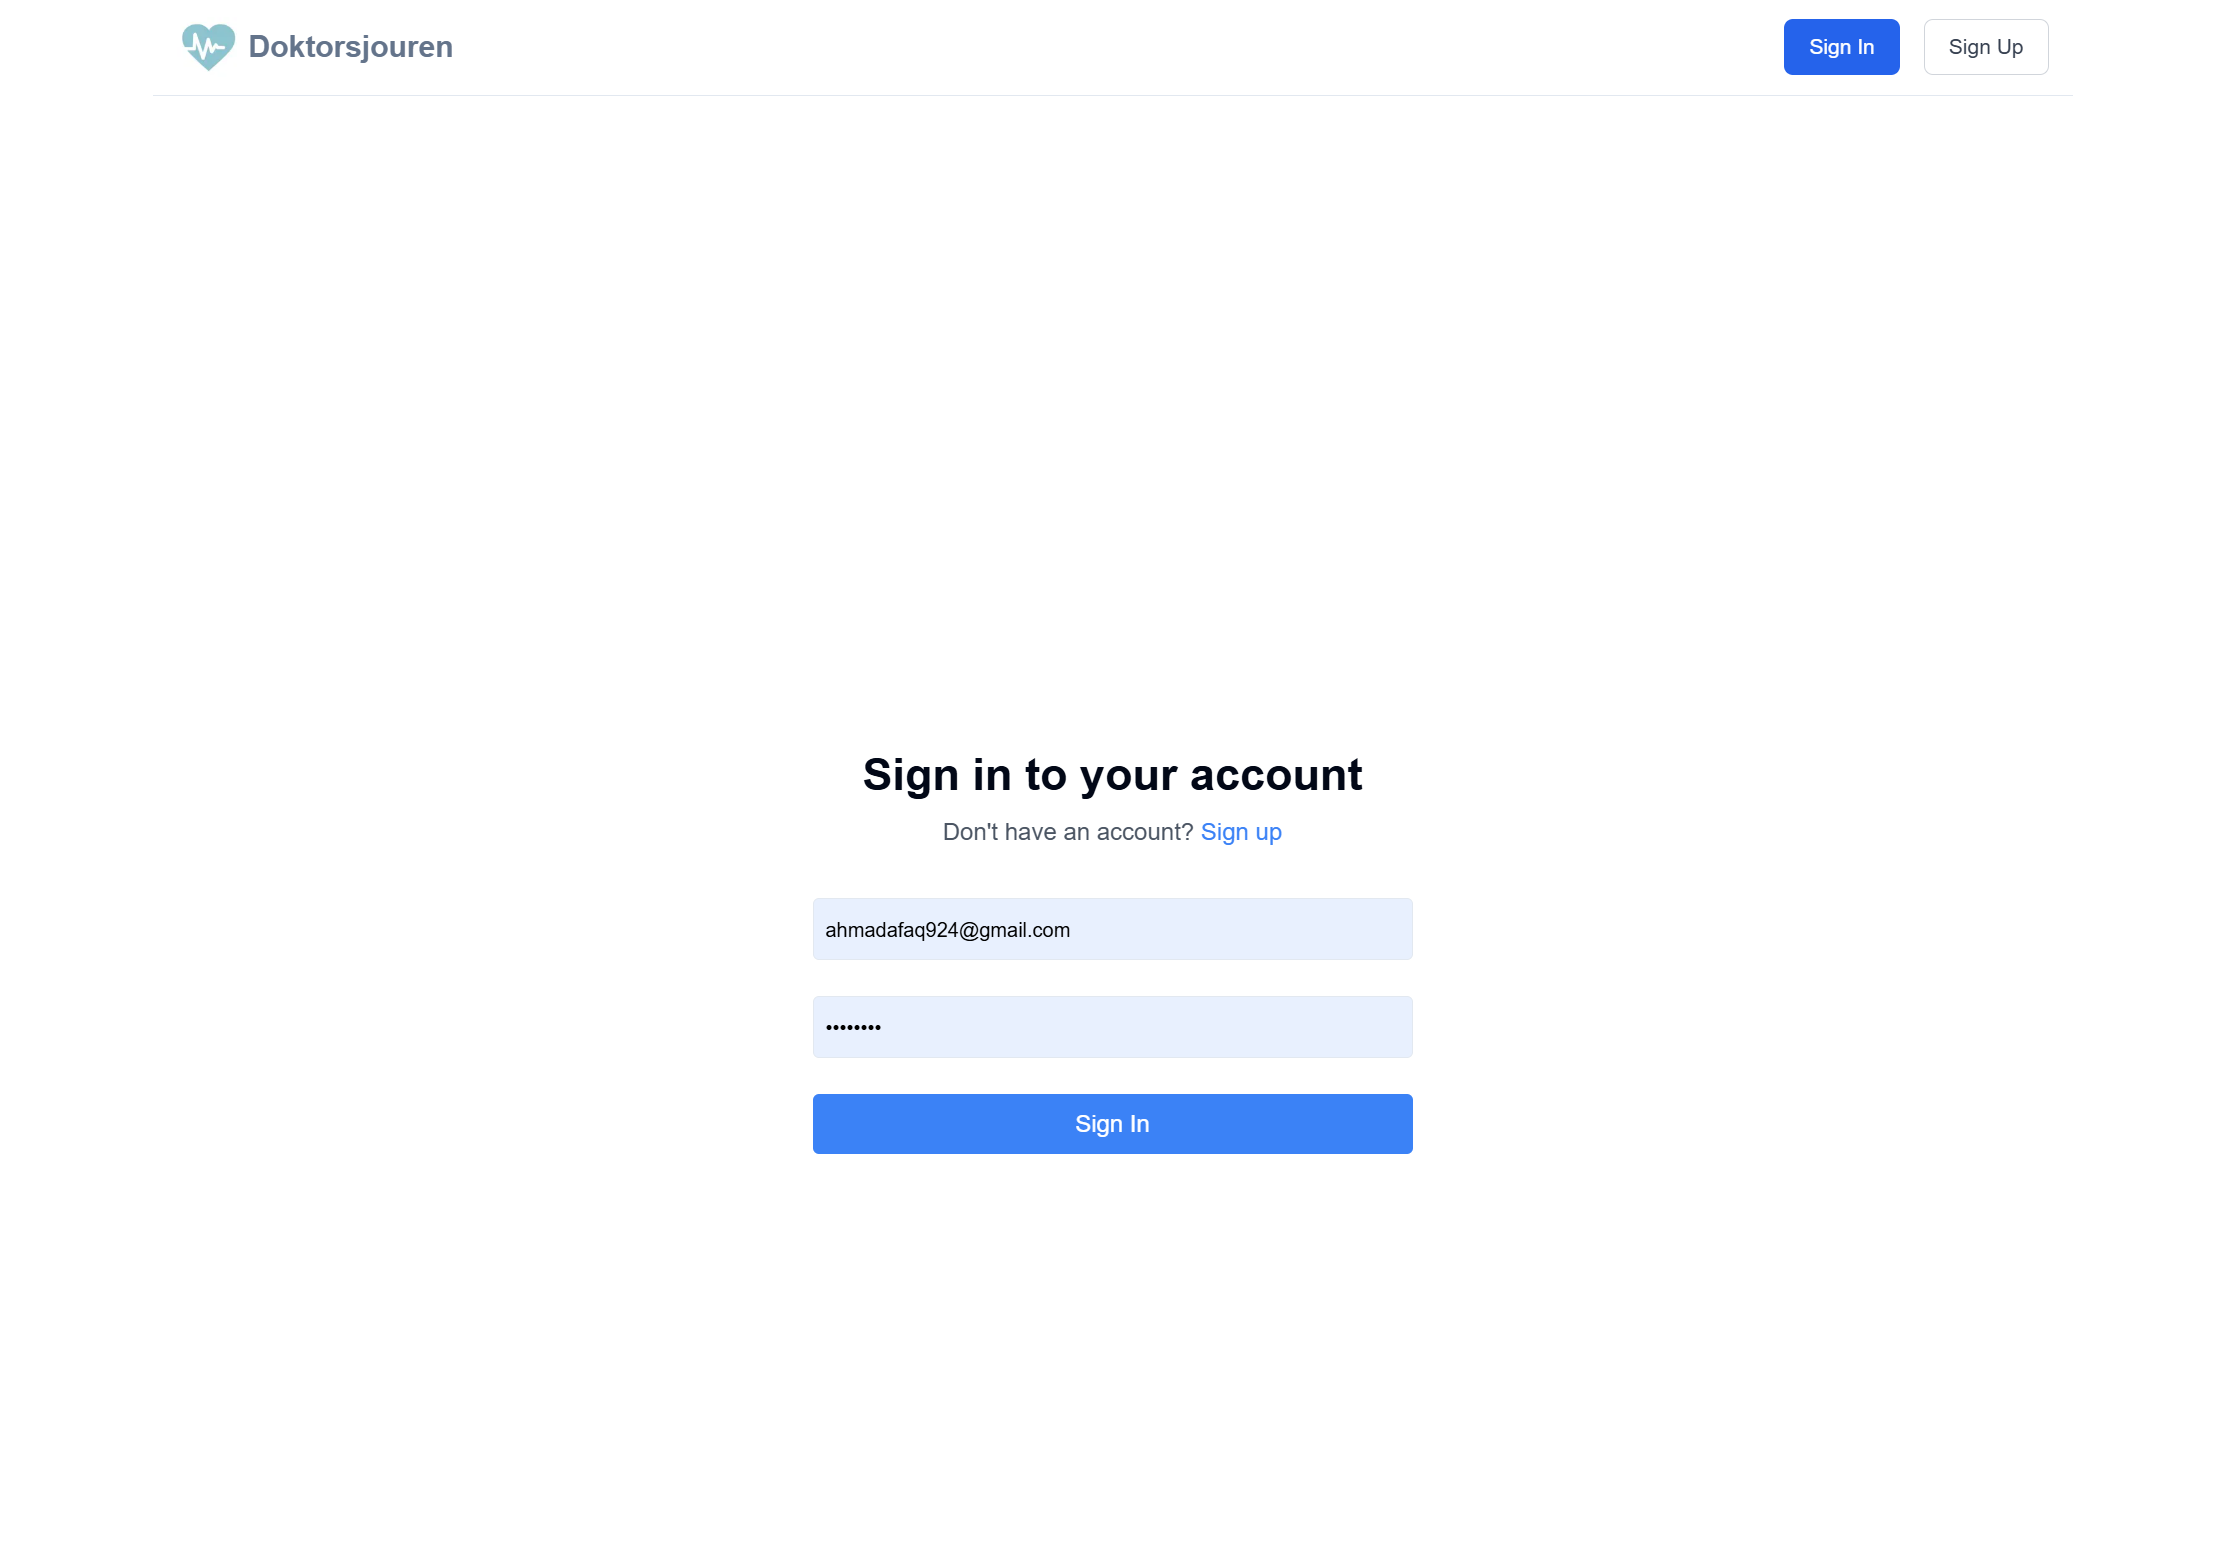 Doktorsjouren
Sign In
Sign Up
Sign in to your account
Don't have an account? Sign up
ahmadafaq924@gmail.com
••••••••
Sign In